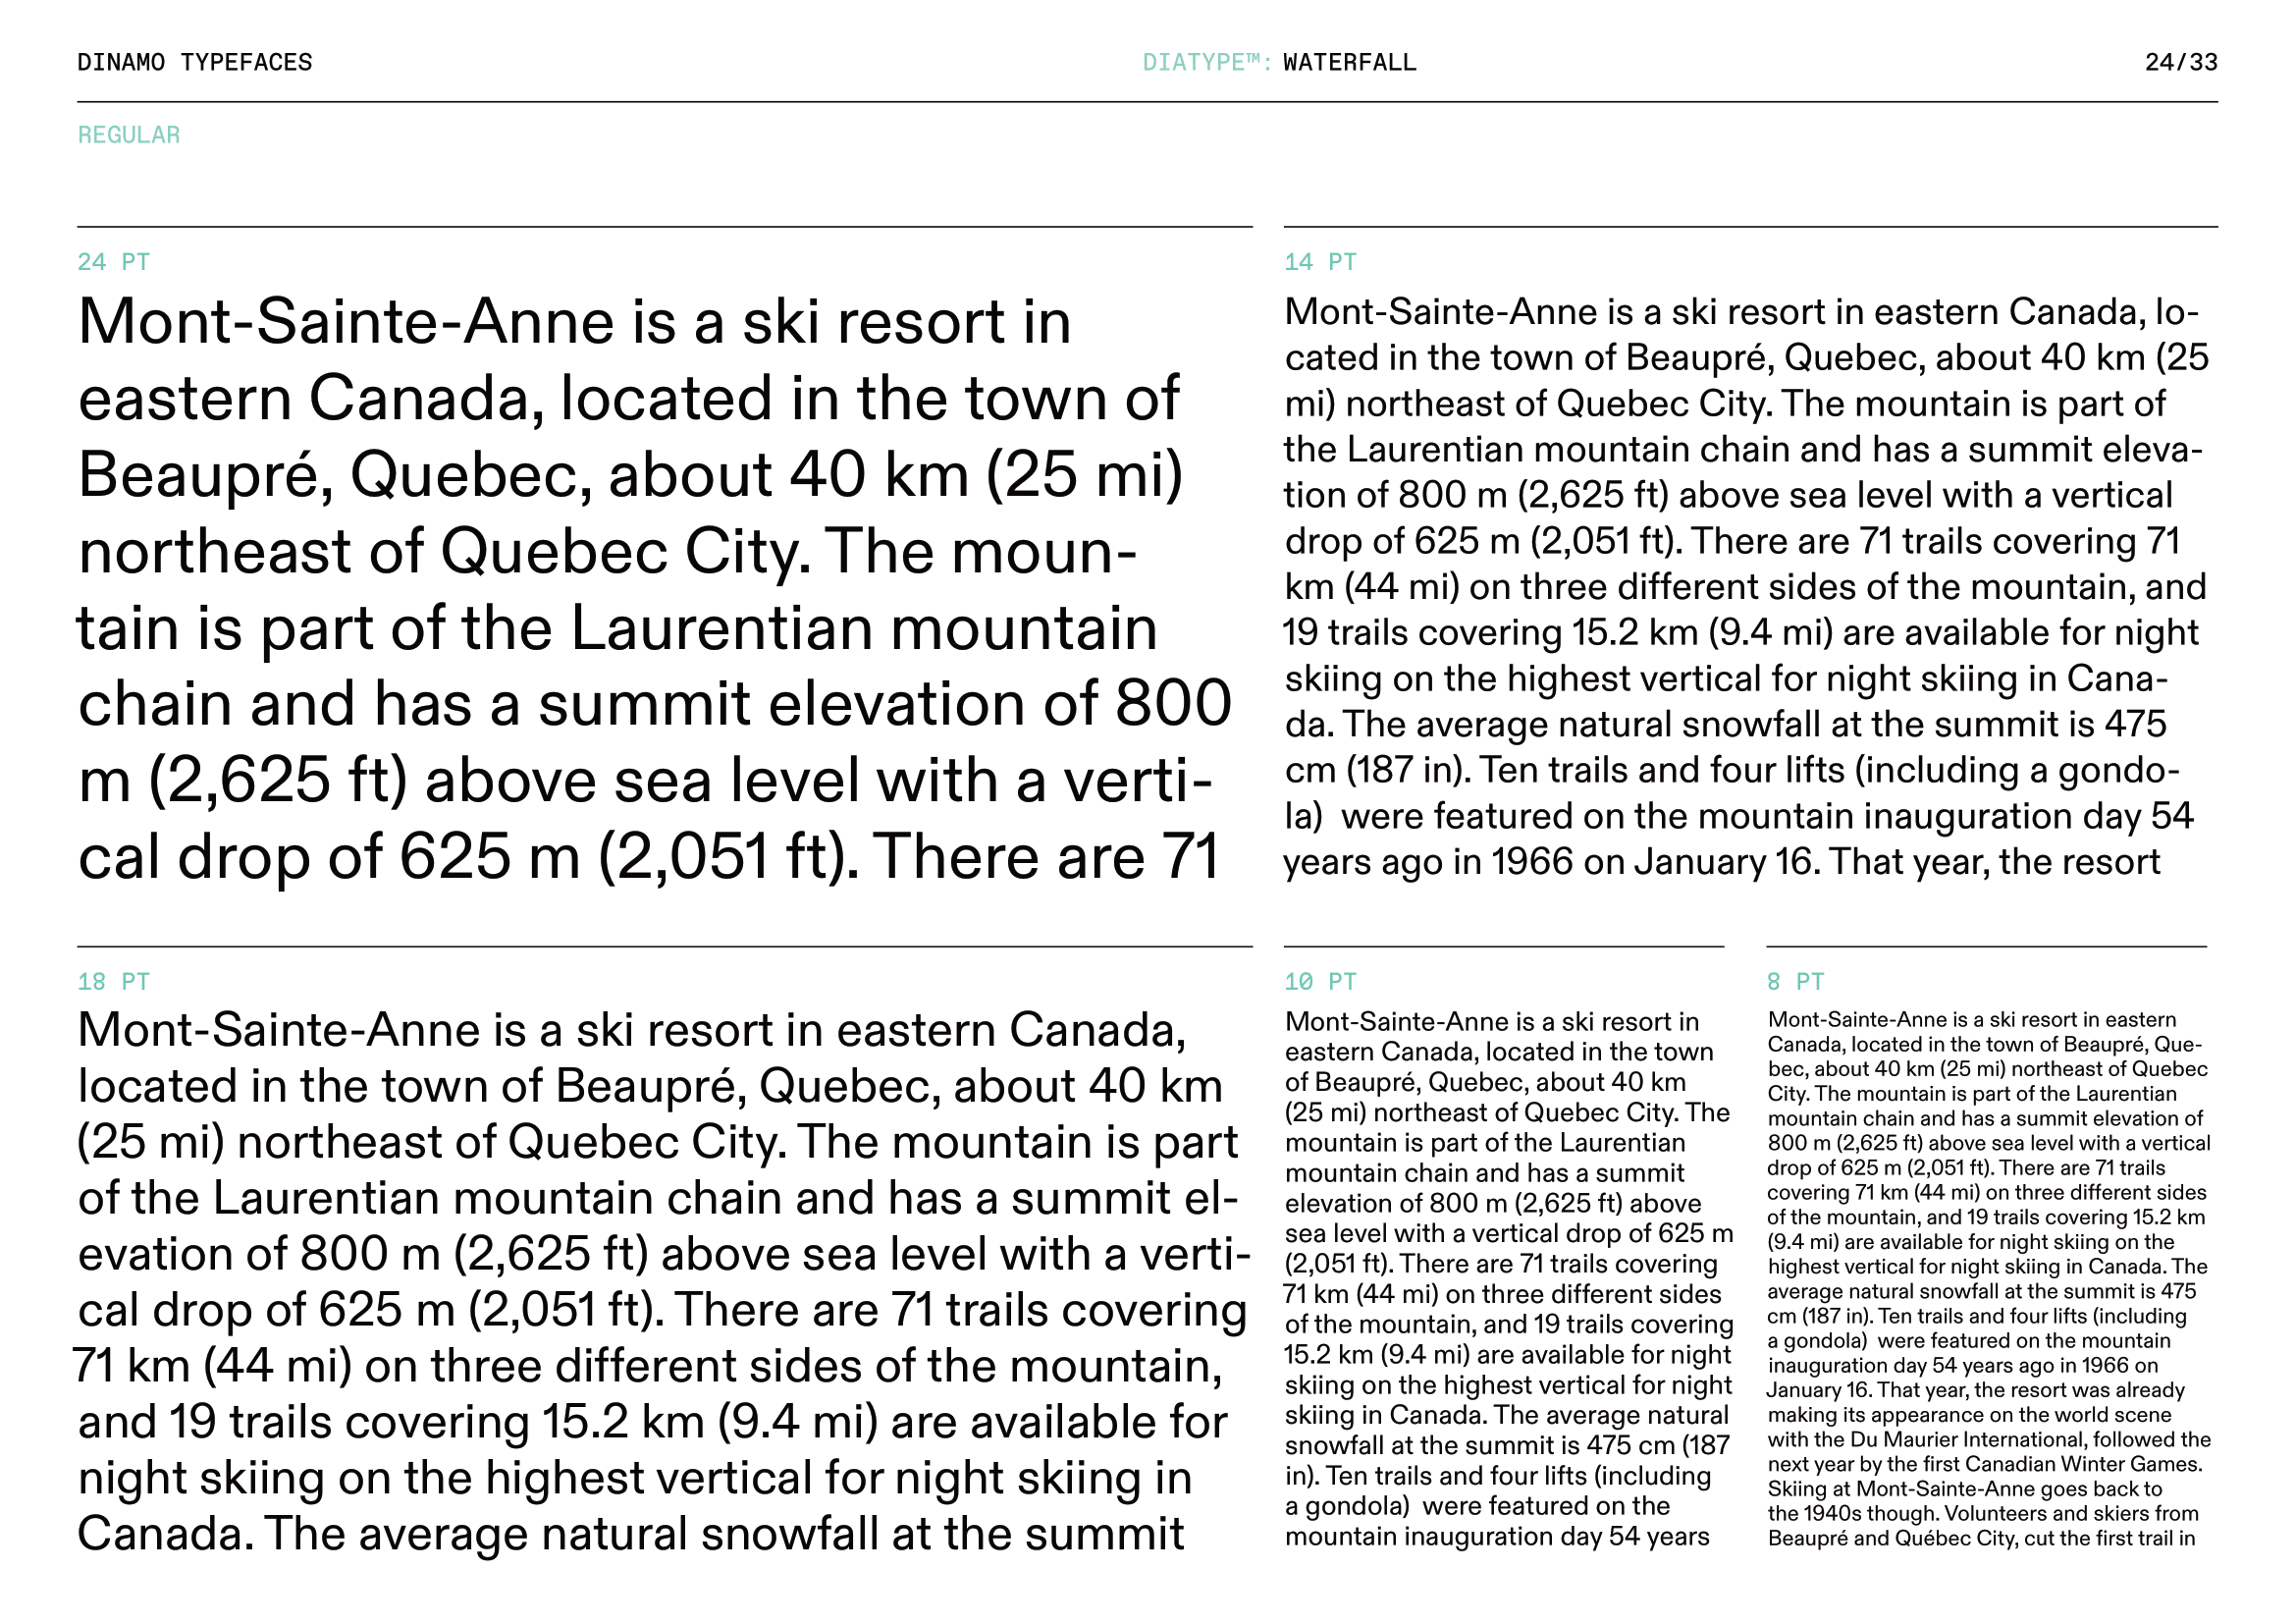 DINAMO TYPEFACES
DIATYPE™: WATERFALL
24/33
REGULAR
24 PT
Mont-Sainte-Anne is a ski resort in
eastern Canada, located in the town of
Beaupré, Quebec, about 40 km (25 mi)
northeast of Quebec City. The moun-
tain is part of the Laurentian mountain
chain and has a summit elevation of 800
m (2,625 ft) above sea level with a verti-
cal drop of 625 m (2,051 ft). There are 71
14 PT
Mont-Sainte-Anne is a ski resort in eastern Canada, lo-
cated in the town of Beaupré, Quebec, about 40 km (25
mi) northeast of Quebec City. The mountain is part of
the Laurentian mountain chain and has a summit eleva-
tion of 800 m (2,625 ft) above sea level with a vertical
drop of 625 m (2,051 ft). There are 71 trails covering 71
km (44 mi) on three different sides of the mountain, and
19 trails covering 15.2 km (9.4 mi) are available for night
skiing on the highest vertical for night skiing in Cana-
da. The average natural snowfall at the summit is 475
cm (187 in). Ten trails and four lifts (including a gondo-
la)  were featured on the mountain inauguration day 54
years ago in 1966 on January 16. That year, the resort
18 PT
Mont-Sainte-Anne is a ski resort in eastern Canada,
located in the town of Beaupré, Quebec, about 40 km
(25 mi) northeast of Quebec City. The mountain is part
of the Laurentian mountain chain and has a summit el-
evation of 800 m (2,625 ft) above sea level with a verti-
cal drop of 625 m (2,051 ft). There are 71 trails covering
71 km (44 mi) on three different sides of the mountain,
and 19 trails covering 15.2 km (9.4 mi) are available for
night skiing on the highest vertical for night skiing in
Canada. The average natural snowfall at the summit
10 PT
Mont-Sainte-Anne is a ski resort in
eastern Canada, located in the town
of Beaupré, Quebec, about 40 km
(25 mi) northeast of Quebec City. The
mountain is part of the Laurentian
mountain chain and has a summit
elevation of 800 m (2,625 ft) above
sea level with a vertical drop of 625 m
(2,051 ft). There are 71 trails covering
71 km (44 mi) on three different sides
of the mountain, and 19 trails covering
15.2 km (9.4 mi) are available for night
skiing on the highest vertical for night
skiing in Canada. The average natural
snowfall at the summit is 475 cm (187
in). Ten trails and four lifts (including
a gondola)  were featured on the
mountain inauguration day 54 years
8 PT
Mont-Sainte-Anne is a ski resort in eastern
Canada, located in the town of Beaupré, Que-
bec, about 40 km (25 mi) northeast of Quebec
City. The mountain is part of the Laurentian
mountain chain and has a summit elevation of
800 m (2,625 ft) above sea level with a vertical
drop of 625 m (2,051 ft). There are 71 trails
covering 71 km (44 mi) on three different sides
of the mountain, and 19 trails covering 15.2 km
(9.4 mi) are available for night skiing on the
highest vertical for night skiing in Canada. The
average natural snowfall at the summit is 475
cm (187 in). Ten trails and four lifts (including
a gondola)  were featured on the mountain
inauguration day 54 years ago in 1966 on
January 16. That year, the resort was already
making its appearance on the world scene
with the Du Maurier International, followed the
next year by the first Canadian Winter Games.
Skiing at Mont-Sainte-Anne goes back to
the 1940s though. Volunteers and skiers from
Beaupré and Québec City, cut the first trail in